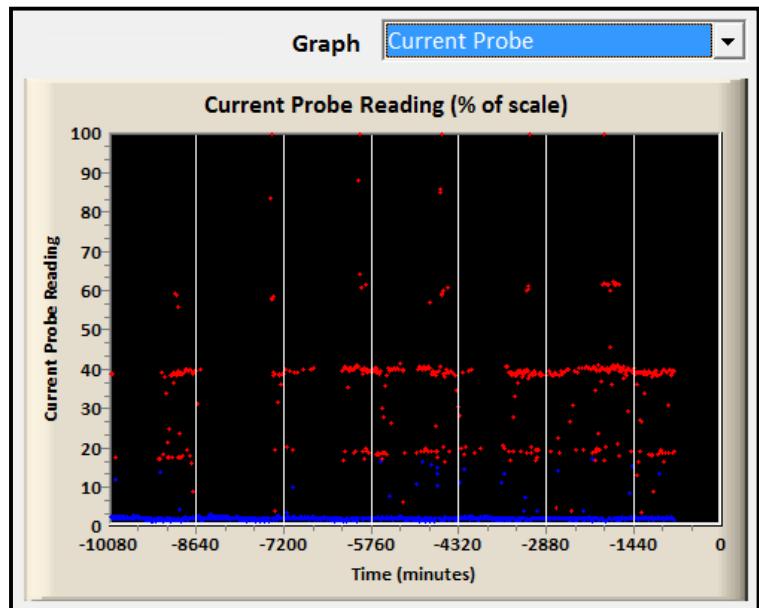 Graph Current Probe
Current Probe Reading (% of scale)
100
90
80
70
60
50
40
30
20
10
0
Current Probe Reading
-10080 -8640 -7200 -5760 -4320 -2880 -1440 0
Time (minutes)